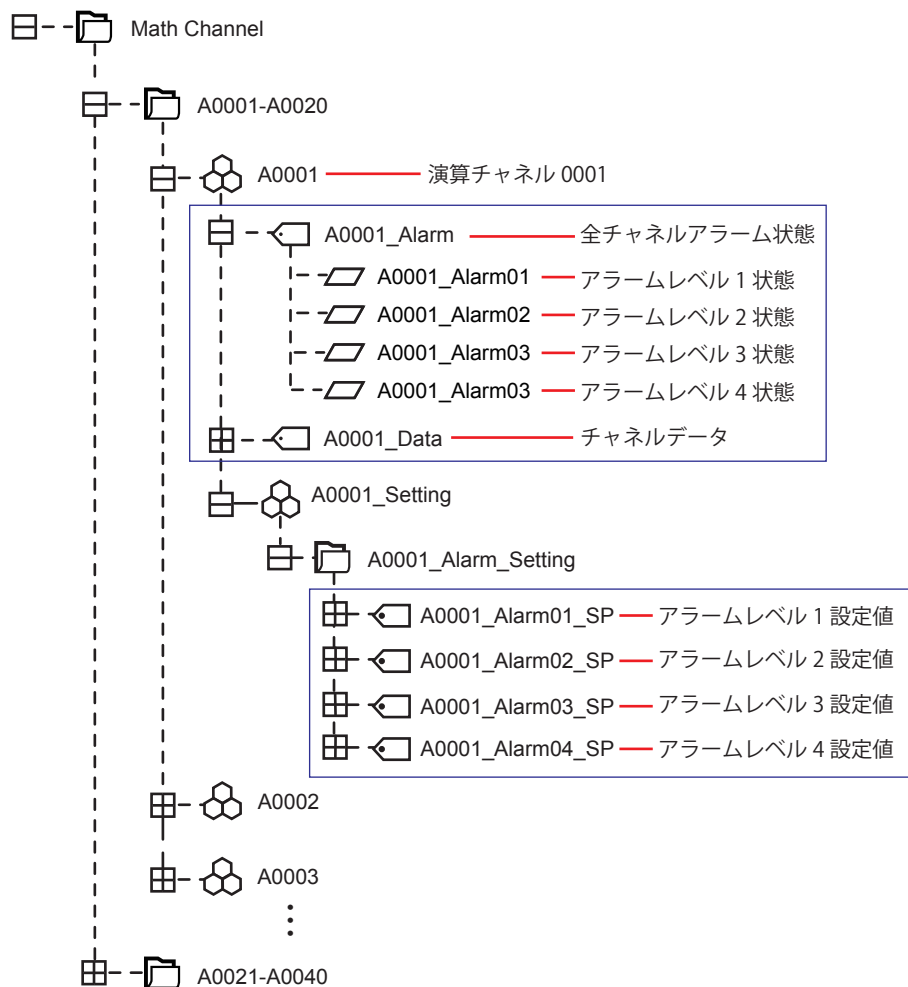 Math Channel
A0001-A0020
A0001 演算チャネル 0001
A0001_Alarm 全チャネルアラーム状態
A0001_Alarm01 アラームレベル 1 状態
A0001_Alarm02 アラームレベル 2 状態
A0001_Alarm03 アラームレベル 3 状態
A0001_Alarm03 アラームレベル 4 状態
A0001_Data チャネルデータ
A0001_Setting
A0001_Alarm_Setting
A0001_Alarm01_SP アラームレベル 1 設定値
A0001_Alarm02_SP アラームレベル 2 設定値
A0001_Alarm03_SP アラームレベル 3 設定値
A0001_Alarm04_SP アラームレベル 4 設定値
A0002
A0003
A0021-A0040